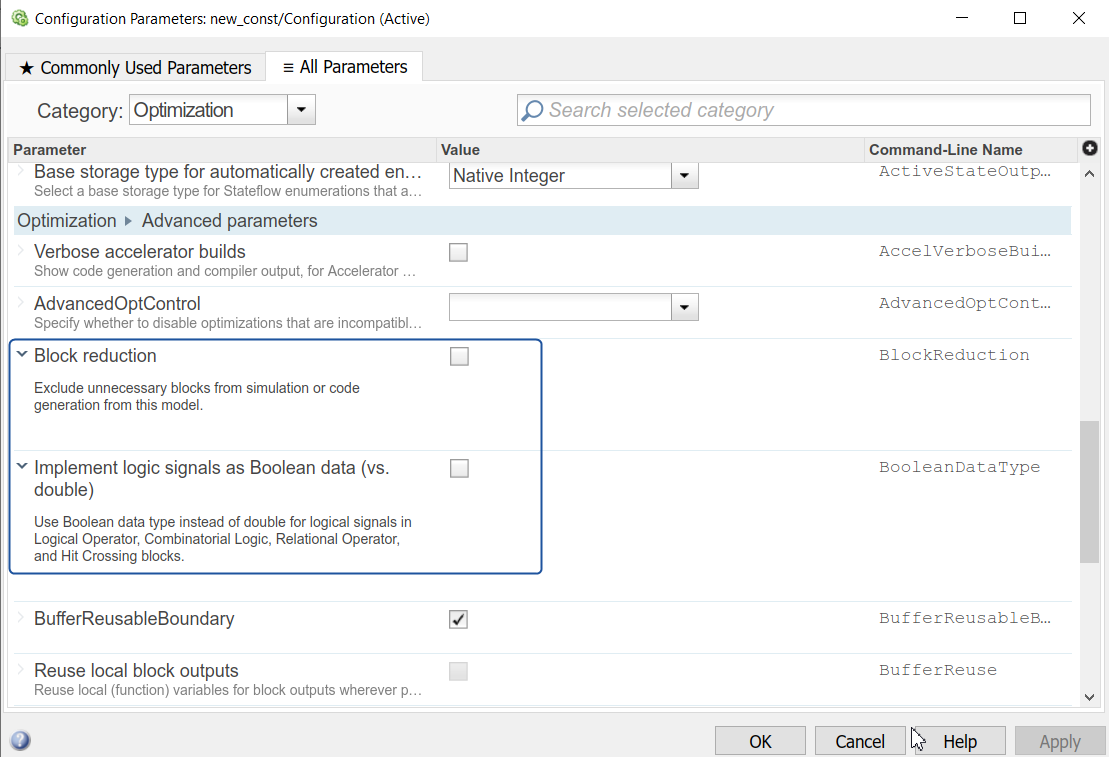 Configuration Parameters: new_const/Configuration (Active)
★ Commonly Used Parameters
≡ All Parameters
Category: Optimization
Search selected category
Parameter Value Command-Line Name
Base storage type for automatically created en... Native Integer ActiveStateOutp...
Select a base storage type for Stateflow enumerations that a...
Optimization ▸ Advanced parameters
Verbose accelerator builds AccelVerboseBui...
Show code generation and compiler output, for Accelerator ...
AdvancedOptControl AdvancedOptCont...
Specify whether to disable optimizations that are incompatibl...
Block reduction BlockReduction
Exclude unnecessary blocks from simulation or code
generation from this model.
Implement logic signals as Boolean data (vs. BooleanDataType
double)
Use Boolean data type instead of double for logical signals in
Logical Operator, Combinatorial Logic, Relational Operator,
and Hit Crossing blocks.
BufferReusableBoundary BufferReusableB...
Reuse local block outputs BufferReuse
Reuse local (function) variables for block outputs wherever p...
OK Cancel Help Apply